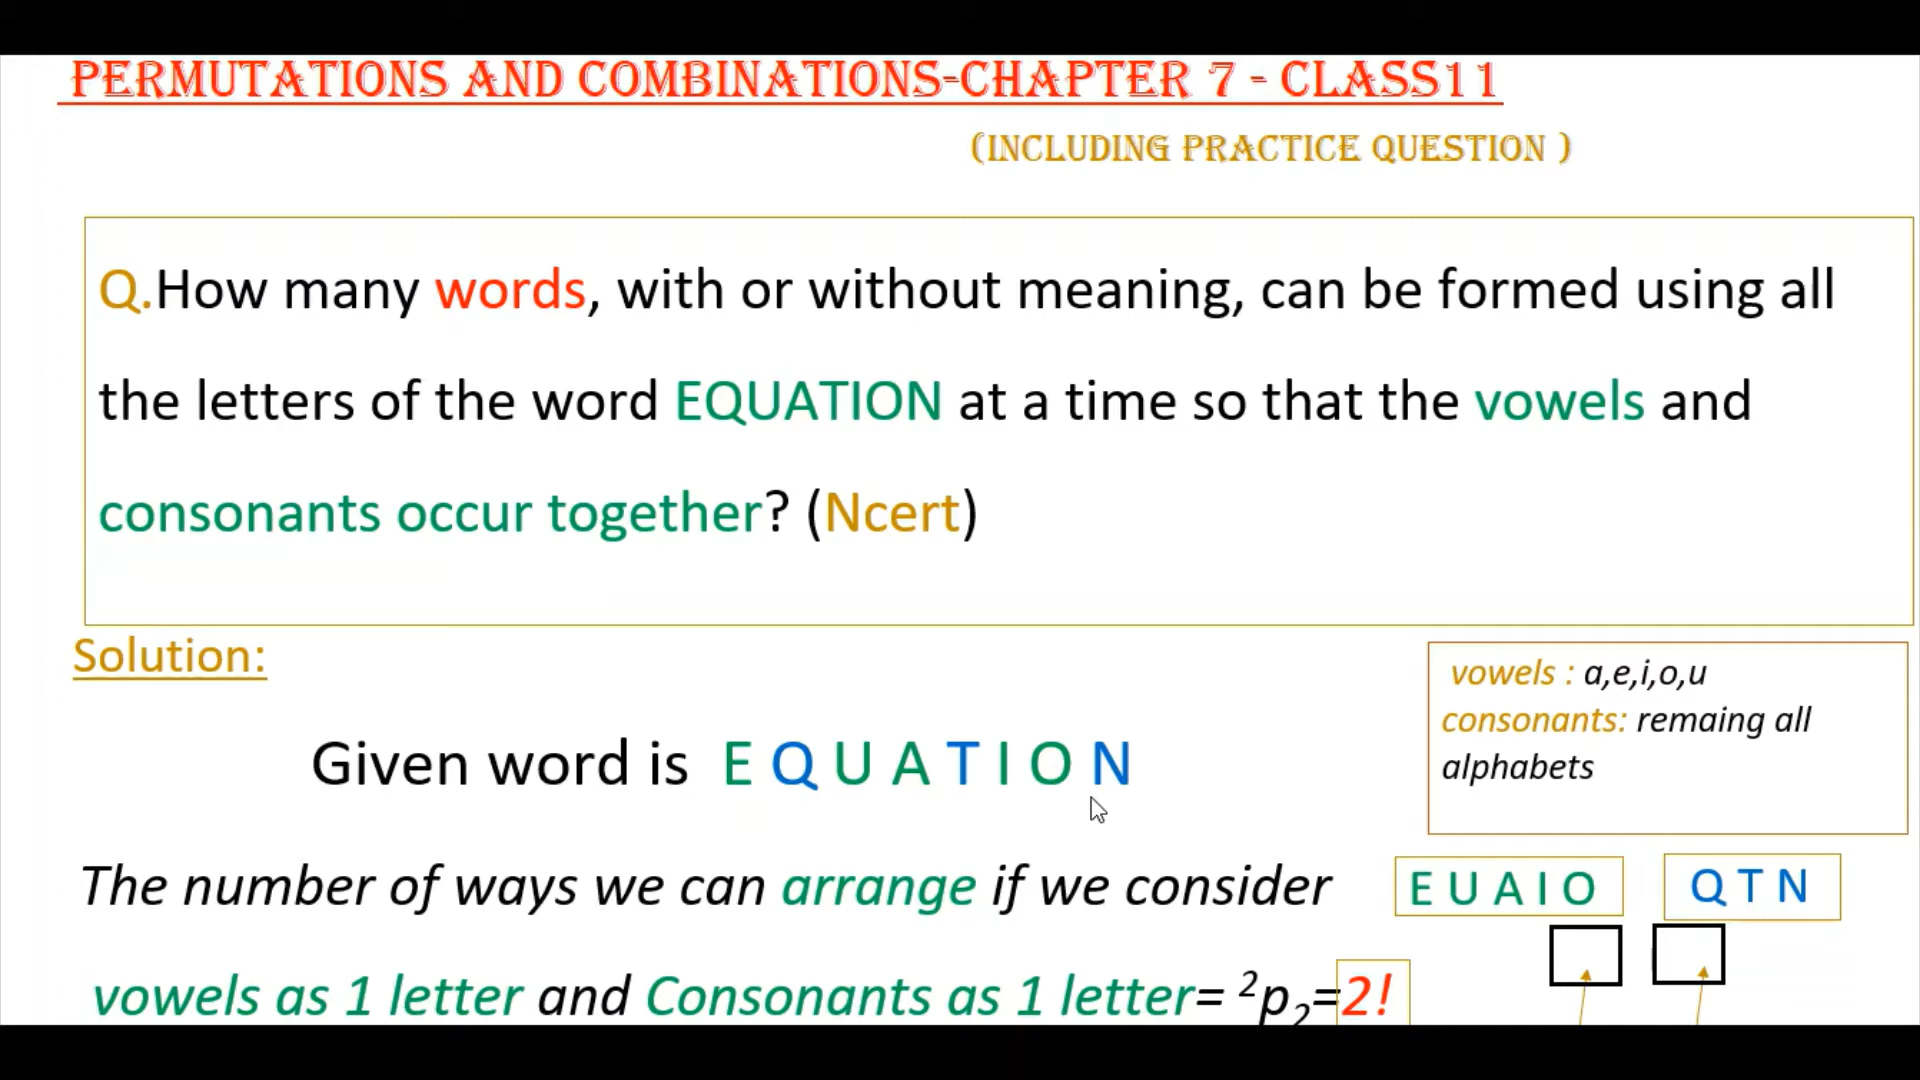 PERMUTATIONS AND COMBINATIONS-CHAPTER 7 - CLASS11
(INCLUDING PRACTICE QUESTION )
Q.How many words, with or without meaning, can be formed using all
the letters of the word EQUATION at a time so that the vowels and
consonants occur together? (Ncert)
Solution:
vowels : a,e,i,o,u
consonants: remaing all
alphabets
Given word is E Q U A T I O N
The number of ways we can arrange if we consider
E U A I O
Q T N
vowels as 1 letter and Consonants as 1 letter= ²p₂=2!